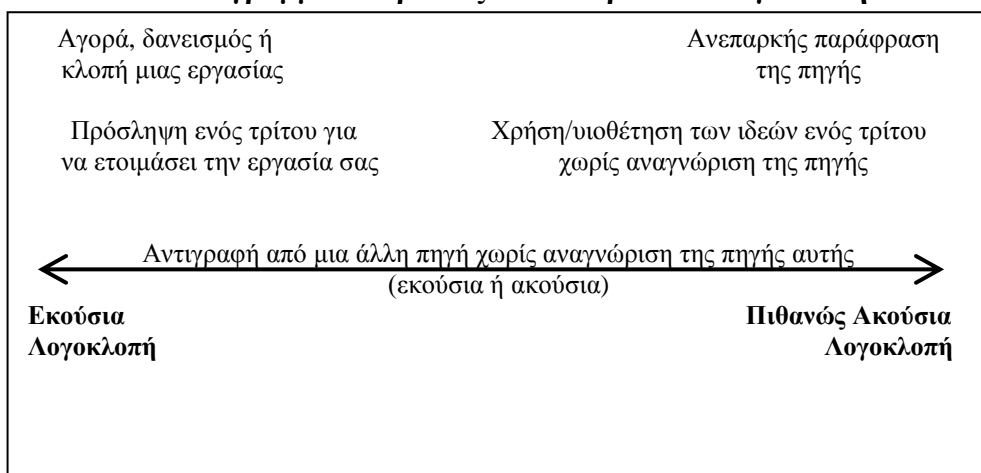 Αγορά, δανεισμός ή
κλοπή μιας εργασίας
Ανεπαρκής παράφραση
της πηγής
Πρόσληψη ενός τρίτου για
να ετοιμάσει την εργασία σας
Χρήση/υιοθέτηση των ιδεών ενός τρίτου
χωρίς αναγνώριση της πηγής
Αντιγραφή από μια άλλη πηγή χωρίς αναγνώριση της πηγής αυτής
(εκούσια ή ακούσια)
Εκούσια
Λογοκλοπή
Πιθανώς Ακούσια
Λογοκλοπή